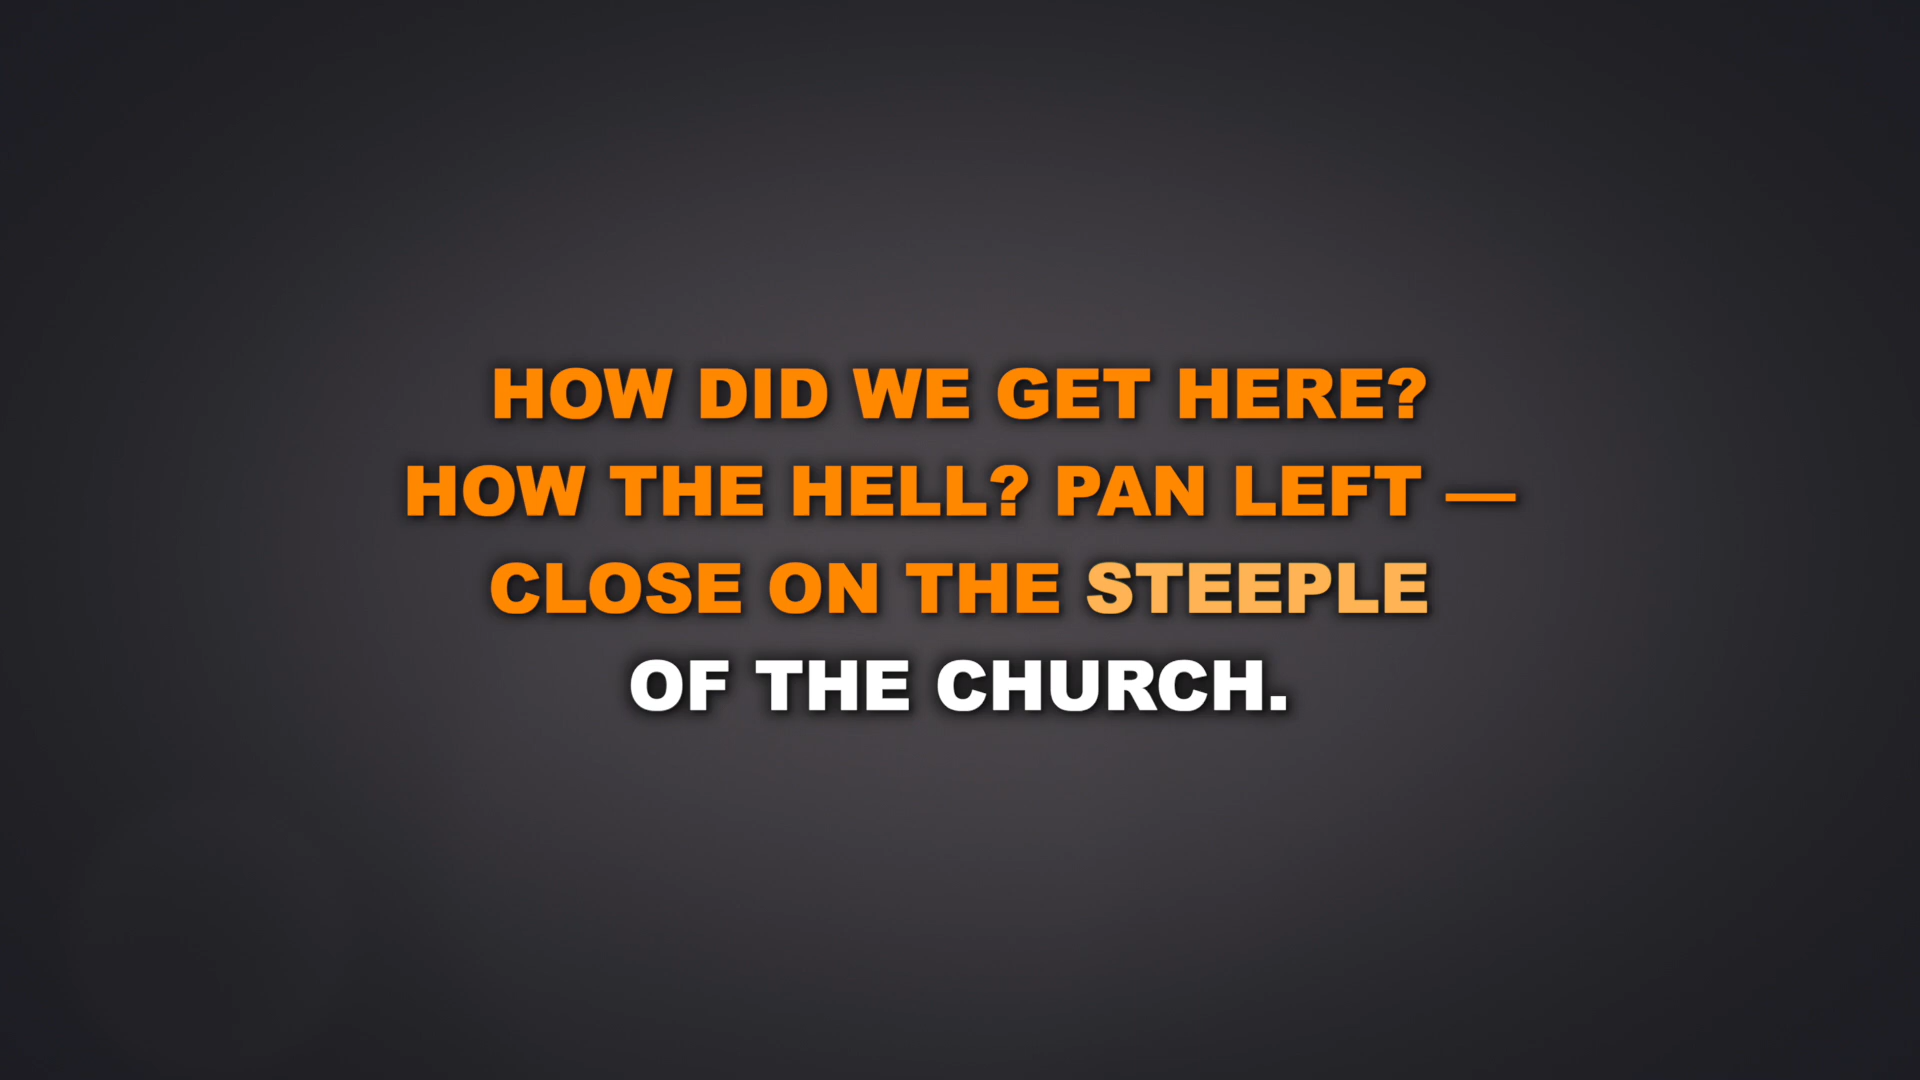 HOW DID WE GET HERE?
HOW THE HELL? PAN LEFT —
CLOSE ON THE STEEPLE
OF THE CHURCH.